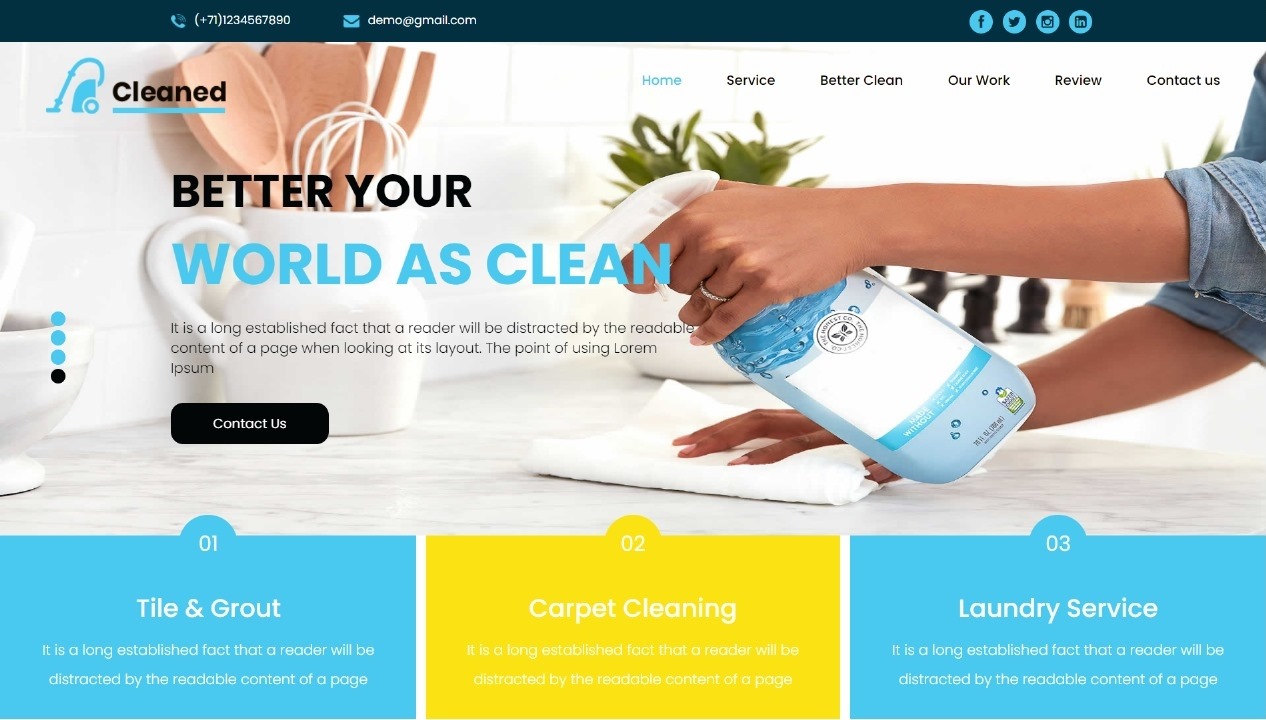 (+71)1234567890
demo@gmail.com
Cleaned
Home
Service
Better Clean
Our Work
Review
Contact us
BETTER YOUR
WORLD AS CLEAN
It is a long established fact that a reader will be distracted by the readable
content of a page when looking at its layout. The point of using Lorem
Ipsum
Contact Us
THE HONEST CO.
MADE
WITHOUT
01
Tile & Grout
It is a long established fact that a reader will be
distracted by the readable content of a page
02
Carpet Cleaning
It is a long established fact that a reader will be
distracted by the readable content of a page
03
Laundry Service
It is a long established fact that a reader will be
distracted by the readable content of a page